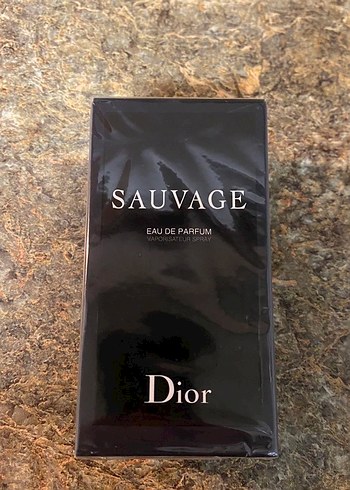 SAUVAGE
EAU DE PARFUM
VAPORISATEUR SPRAY
Dior